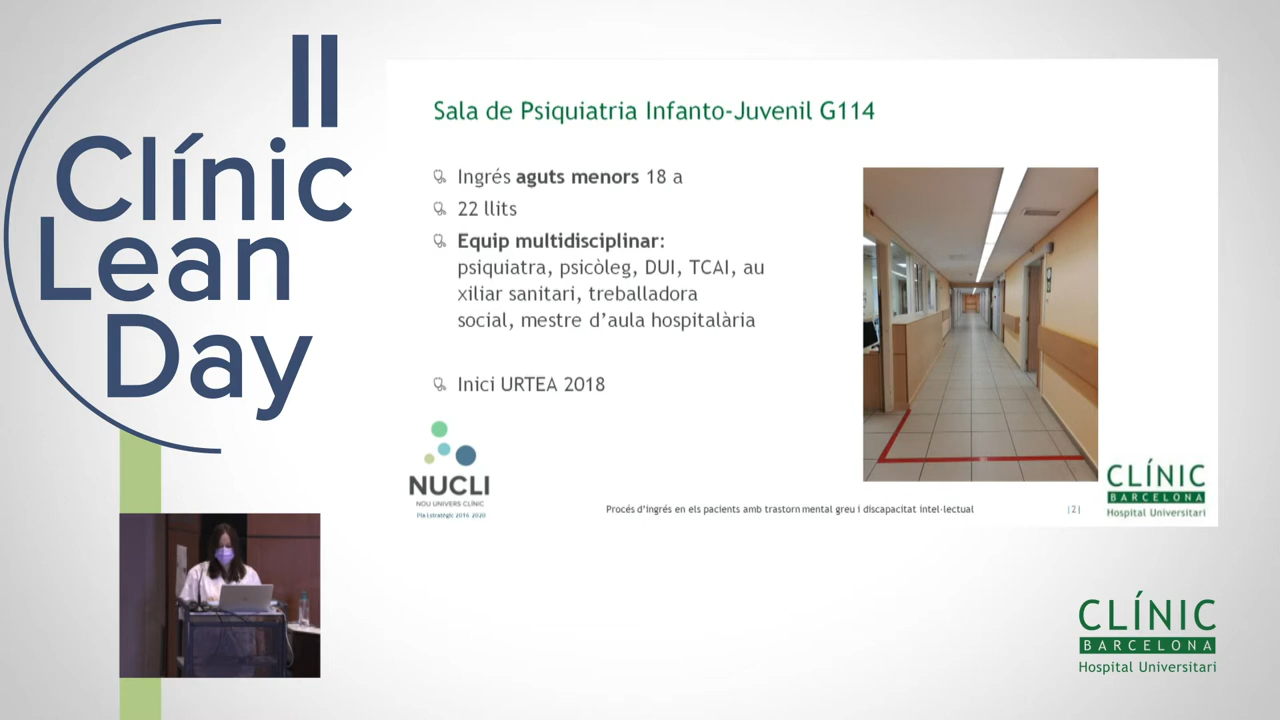 II
Clínic
Lean
Day
Sala de Psiquiatria Infanto-Juvenil G114
Ingrés aguts menors 18 a
22 llits
Equip multidisciplinar:
psiquiatra, psicòleg, DUI, TCAI, au
xiliar sanitari, treballadora
social, mestre d’aula hospitalària
Inici URTEA 2018
NUCLI
NOU UNIVERS CLÍNIC
Pla Estratègic 2016-2020
Procés d’ingrés en els pacients amb trastorn mental greu i discapacitat intel·lectual
|2|
CLÍNIC
BARCELONA
Hospital Universitari
CLÍNIC
BARCELONA
Hospital Universitari